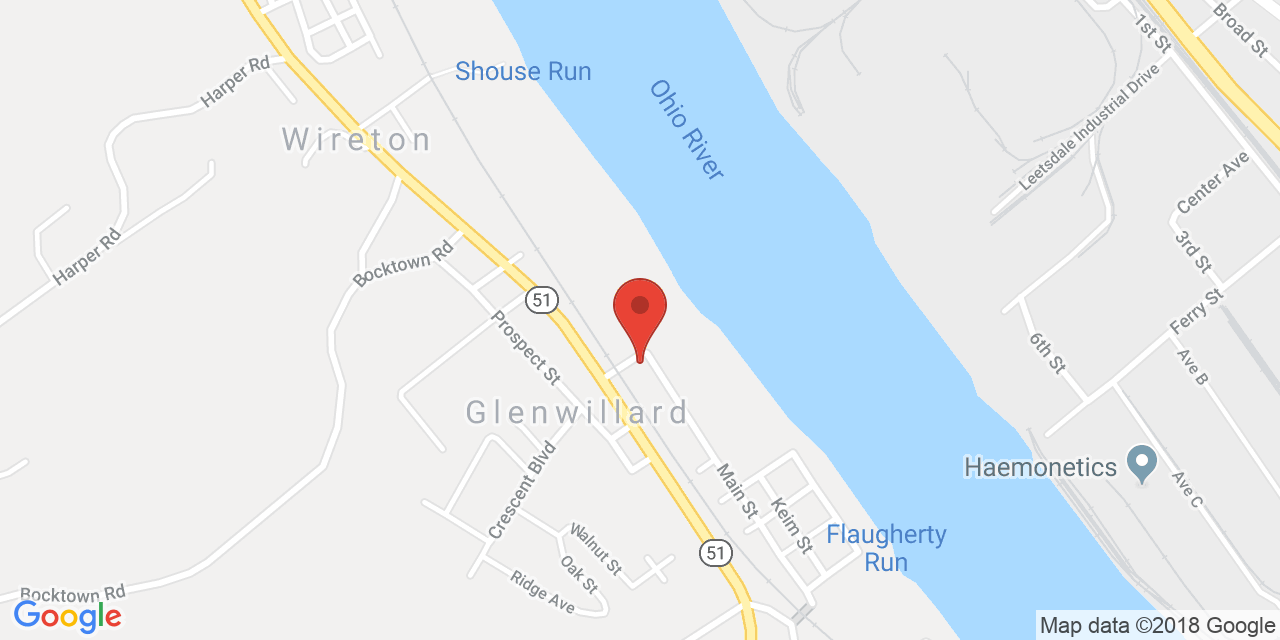 Broad St
1st St
Harper Rd
Shouse Run
Ohio River
Leetsdale Industrial Drive
Wireton
Center Ave
Harper Rd
Bocktown Rd
3rd St
51
Ferry St
Prospect St
6th St
Ave B
Glenwillard
Crescent Blvd
Main St
Haemonetics
Ave C
Keim St
Walnut St
Flaugherty
Run
51
Oak St
Ridge Ave
Bocktown Rd
Google
Map data ©2018 Google